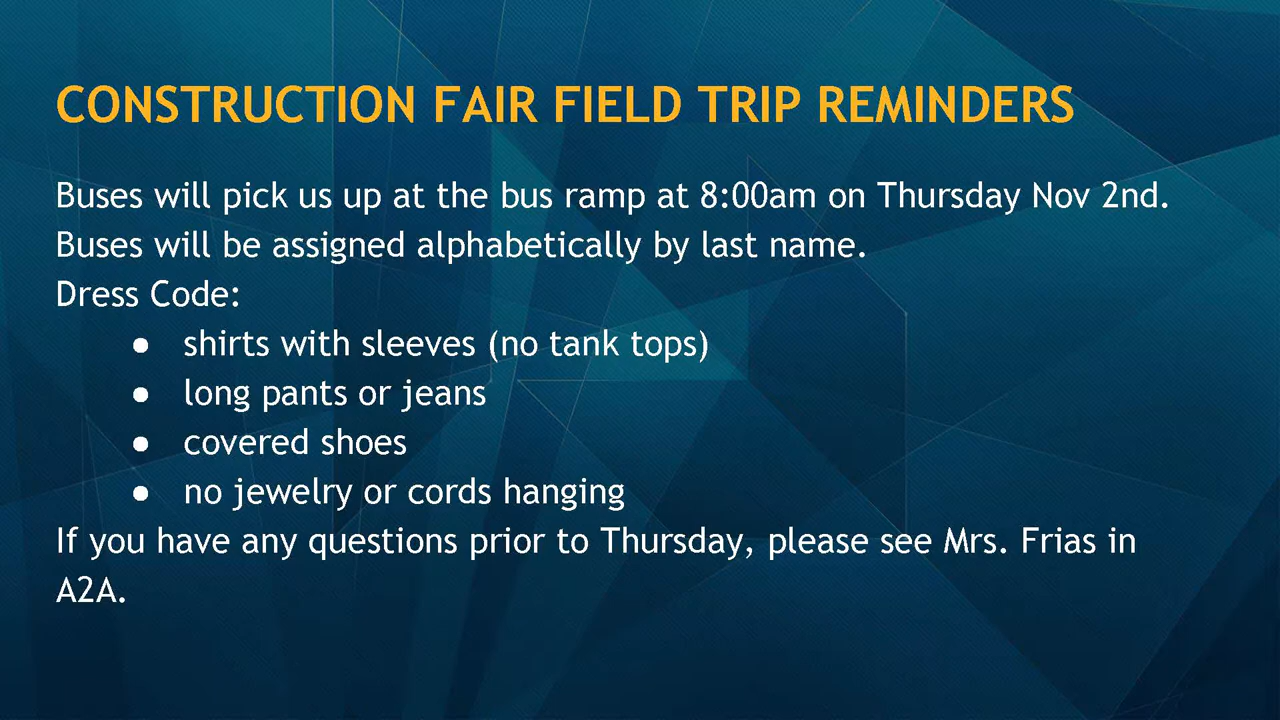 CONSTRUCTION FAIR FIELD TRIP REMINDERS
Buses will pick us up at the bus ramp at 8:00am on Thursday Nov 2nd.
Buses will be assigned alphabetically by last name.
Dress Code:
● shirts with sleeves (no tank tops)
● long pants or jeans
● covered shoes
● no jewelry or cords hanging
If you have any questions prior to Thursday, please see Mrs. Frias in
A2A.